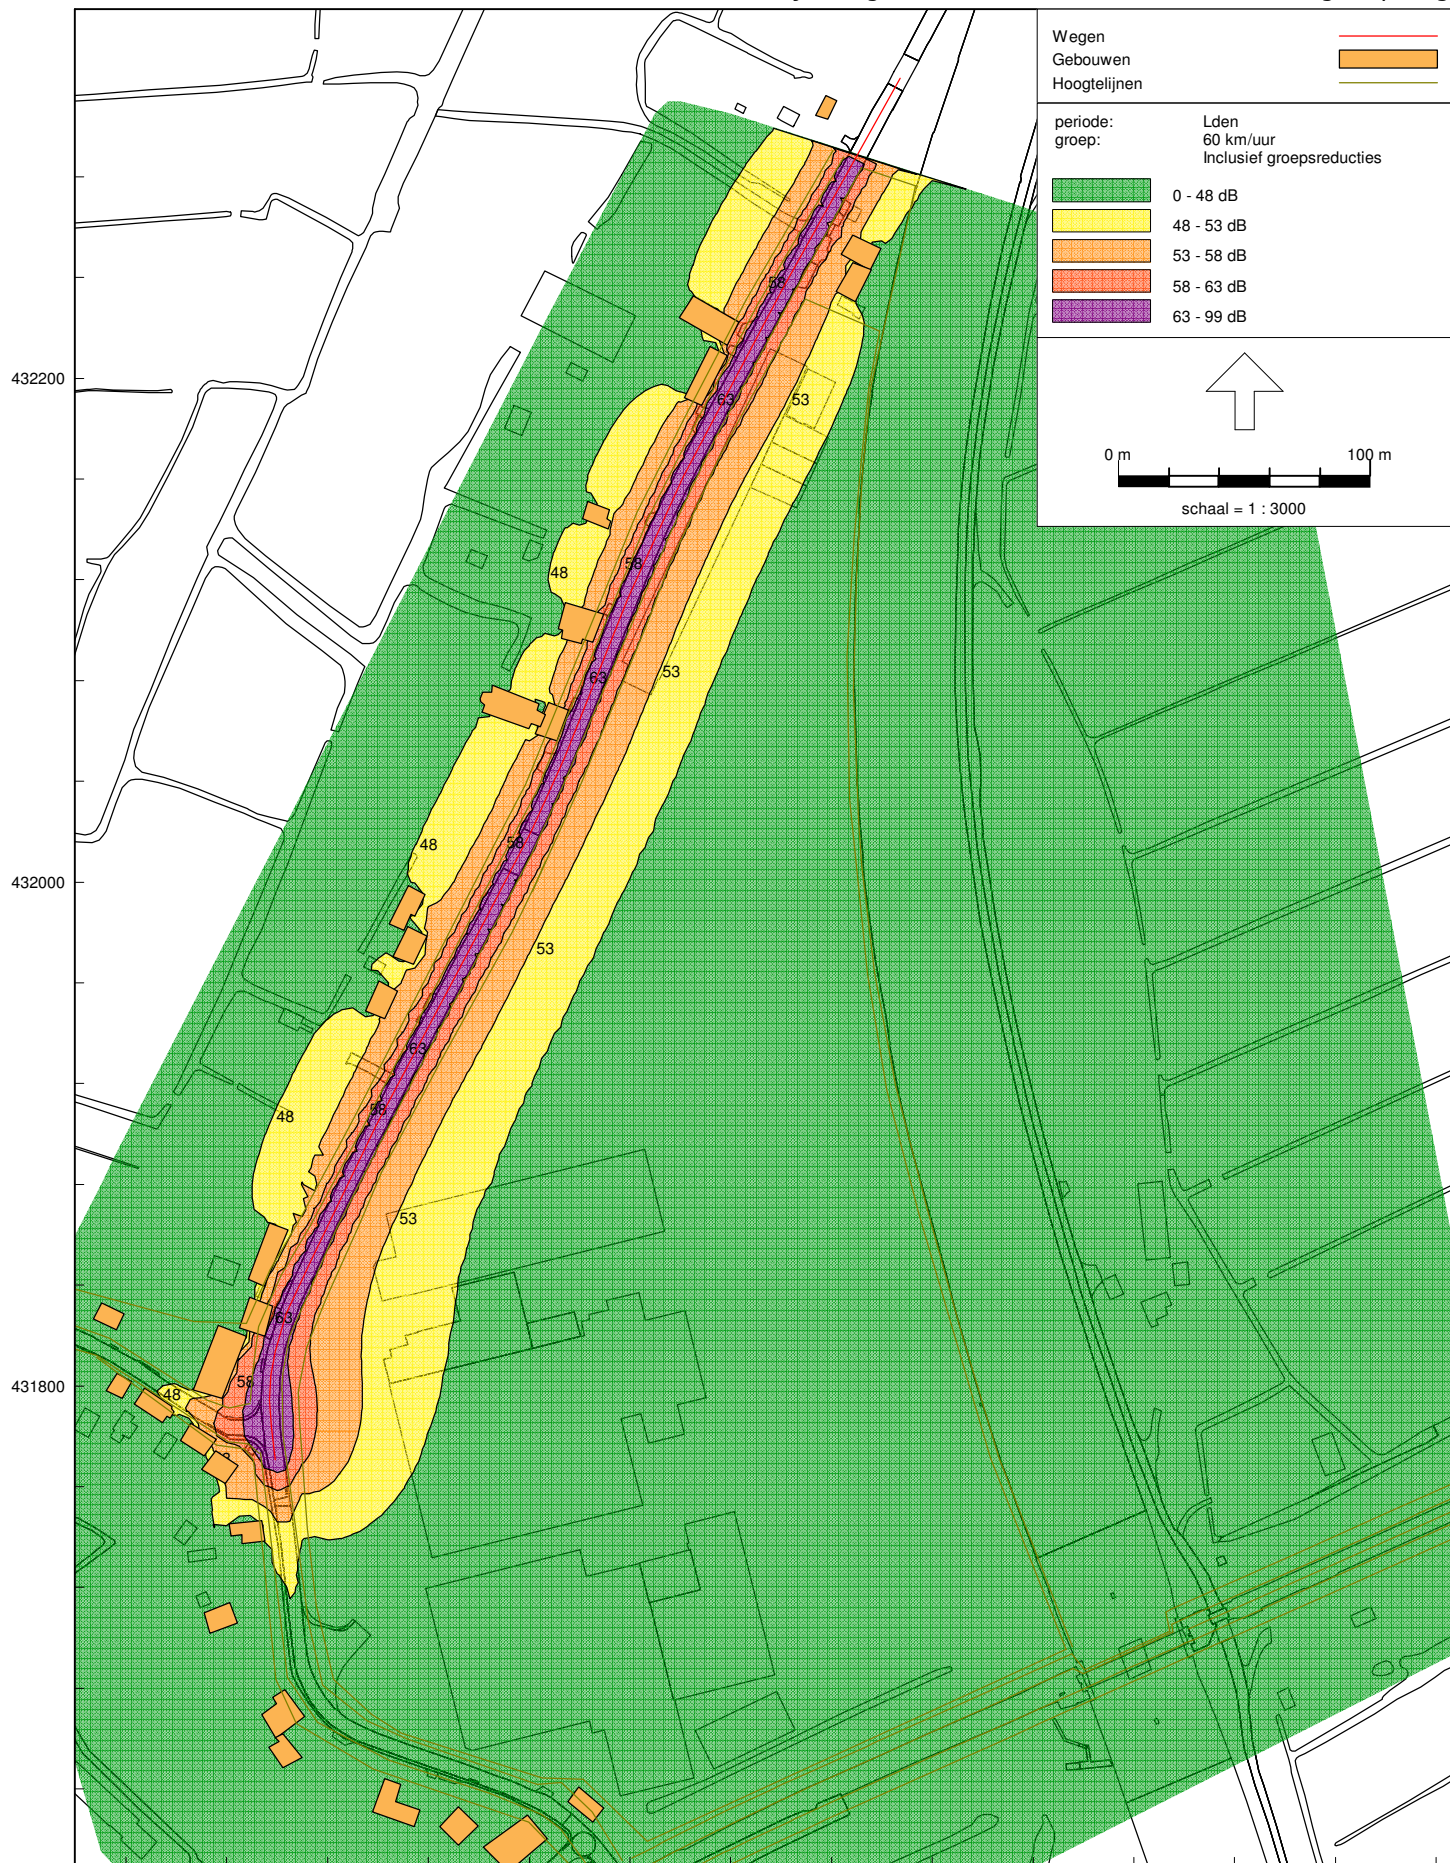 Wegen
Gebouwen
Hoogtelijnen
periode: Lden
groep: 60 km/uur
Inclusief groepsreducties
0 - 48 dB
48 - 53 dB
53 - 58 dB
58 - 63 dB
63 - 99 dB
0 m 100 m
schaal = 1 : 3000
58
432200
63
53
58
48
53
63
58
48
432000
53
63
58
48
53
63
58
431800
48